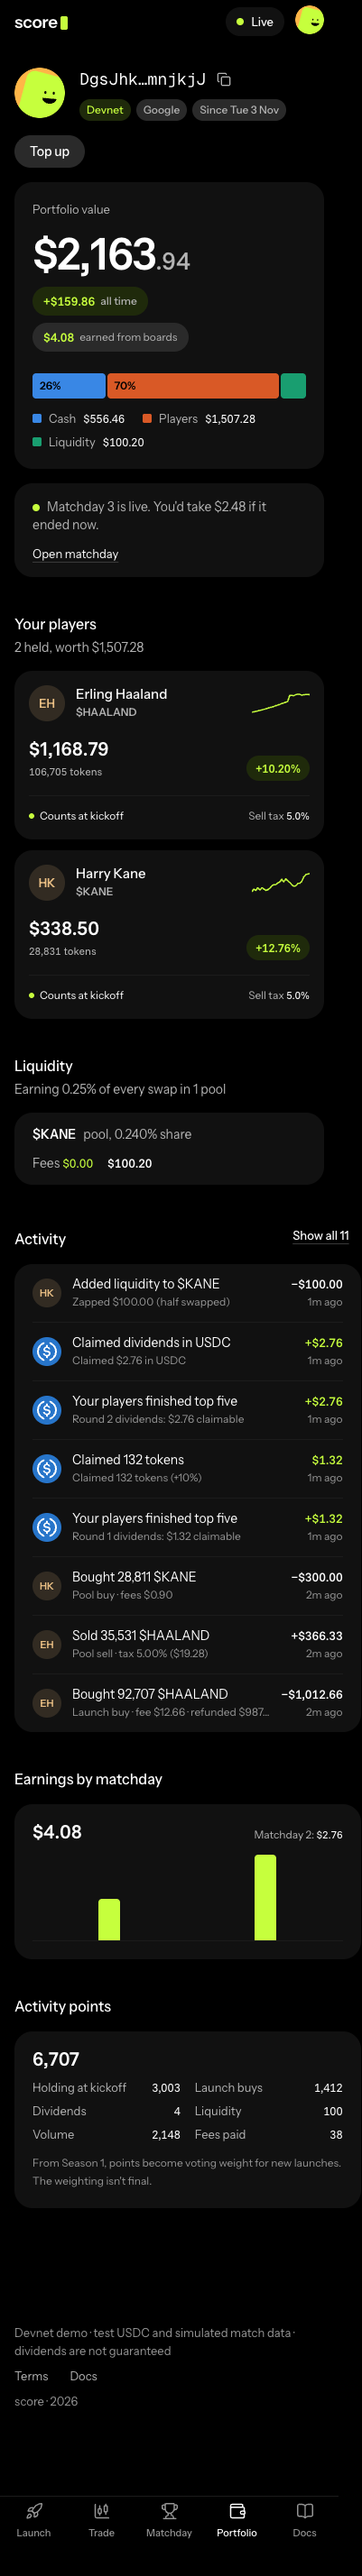 score
Live
DgsJhk…mnjkjJ
Devnet
Google
Since Tue 3 Nov
Top up
Portfolio value
$2,163.94
+$159.86 all time
$4.08 earned from boards
26%
70%
Cash $556.46
Players $1,507.28
Liquidity $100.20
Matchday 3 is live. You'd take $2.48 if it
ended now.
Open matchday
Your players
2 held, worth $1,507.28
EH
Erling Haaland
$HAALAND
$1,168.79
106,705 tokens
+10.20%
Counts at kickoff
Sell tax 5.0%
HK
Harry Kane
$KANE
$338.50
28,831 tokens
+12.76%
Counts at kickoff
Sell tax 5.0%
Liquidity
Earning 0.25% of every swap in 1 pool
$KANE pool, 0.240% share
Fees $0.00 $100.20
Activity
Show all 11
HK
Added liquidity to $KANE
−$100.00
Zapped $100.00 (half swapped)
1m ago
Claimed dividends in USDC
+$2.76
Claimed $2.76 in USDC
1m ago
Your players finished top five
+$2.76
Round 2 dividends: $2.76 claimable
1m ago
Claimed 132 tokens
$1.32
Claimed 132 tokens (+10%)
1m ago
Your players finished top five
+$1.32
Round 1 dividends: $1.32 claimable
1m ago
HK
Bought 28,811 $KANE
−$300.00
Pool buy · fees $0.90
2m ago
EH
Sold 35,531 $HAALAND
+$366.33
Pool sell · tax 5.00% ($19.28)
2m ago
EH
Bought 92,707 $HAALAND
−$1,012.66
Launch buy · fee $12.66 · refunded $987…
2m ago
Earnings by matchday
$4.08
Matchday 2: $2.76
Activity points
6,707
Holding at kickoff 3,003
Launch buys 1,412
Dividends 4
Liquidity 100
Volume 2,148
Fees paid 38
From Season 1, points become voting weight for new launches.
The weighting isn't final.
Devnet demo · test USDC and simulated match data ·
dividends are not guaranteed
Terms
Docs
score · 2026
Launch
Trade
Matchday
Portfolio
Docs